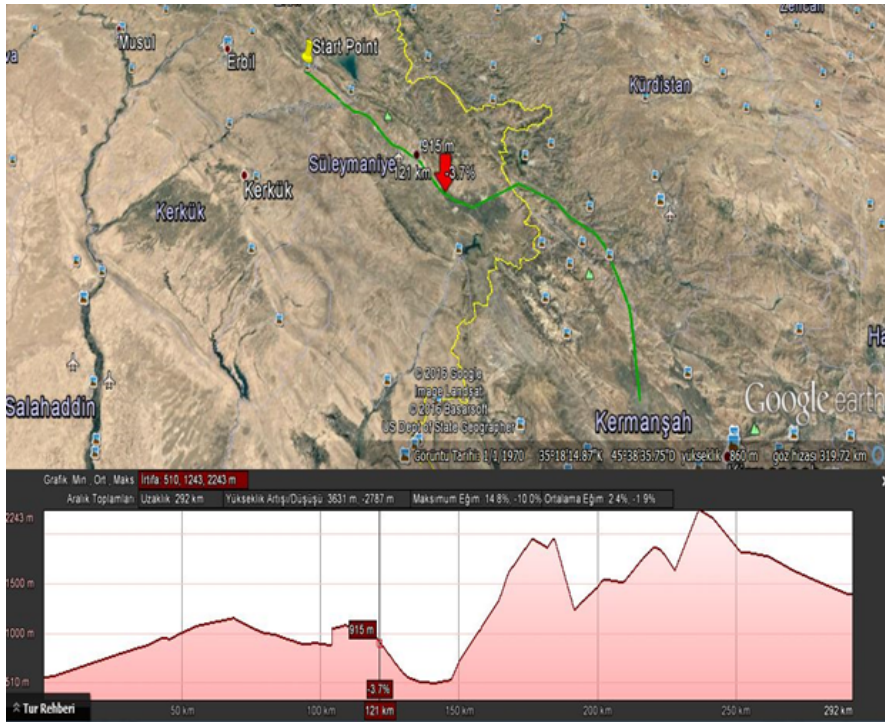 Zencan
Musul
Erbil
Start Point
Kürdistan
915 m
Süleymaniye
121 km -3.7%
Kerkük
Kerkük
© 2016 Google
Image Landsat
© 2016 Basarsoft
US Dept of State Geographer
Salahaddin
Kermanşah
Google earth
Ha
Görüntü Tarihi: 1/1/1970 35°18'14.87"K 45°38'35.75"D yükseklik 860 m göz hizası 319.72 km
Grafik: Min., Ort., Maks İrtifa: 510, 1243, 2243 m
Aralık Toplamları: Uzaklık: 292 km Yükseklik Artışı/Düşüşü: 3631 m, -2787 m Maksimum Eğim: 14.8%, -10.0% Ortalama Eğim: 2.4%, -1.9%
2243 m
1500 m
1000 m
915 m
510 m
-3.7%
Tur Rehberi
50 km 100 km 121 km 150 km 200 km 250 km 292 km